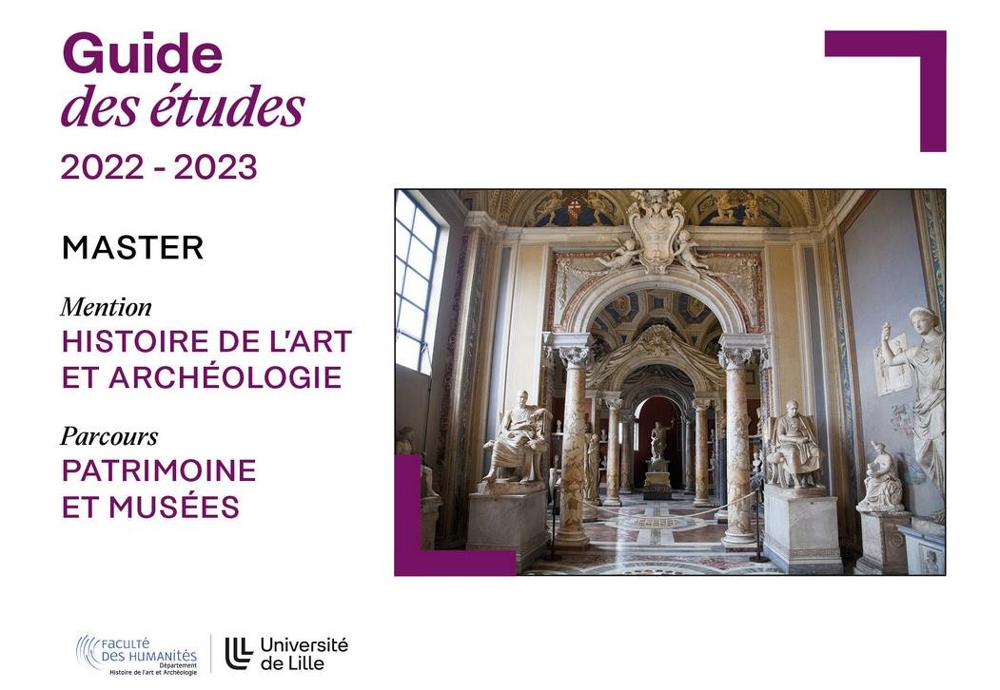 Guide
des études
2022 - 2023
MASTER
Mention
HISTOIRE DE L’ART
ET ARCHÉOLOGIE
Parcours
PATRIMOINE
ET MUSÉES
FACULTÉ
DES HUMANITÉS
Département
Histoire de l'art et Archéologie
Université
de Lille